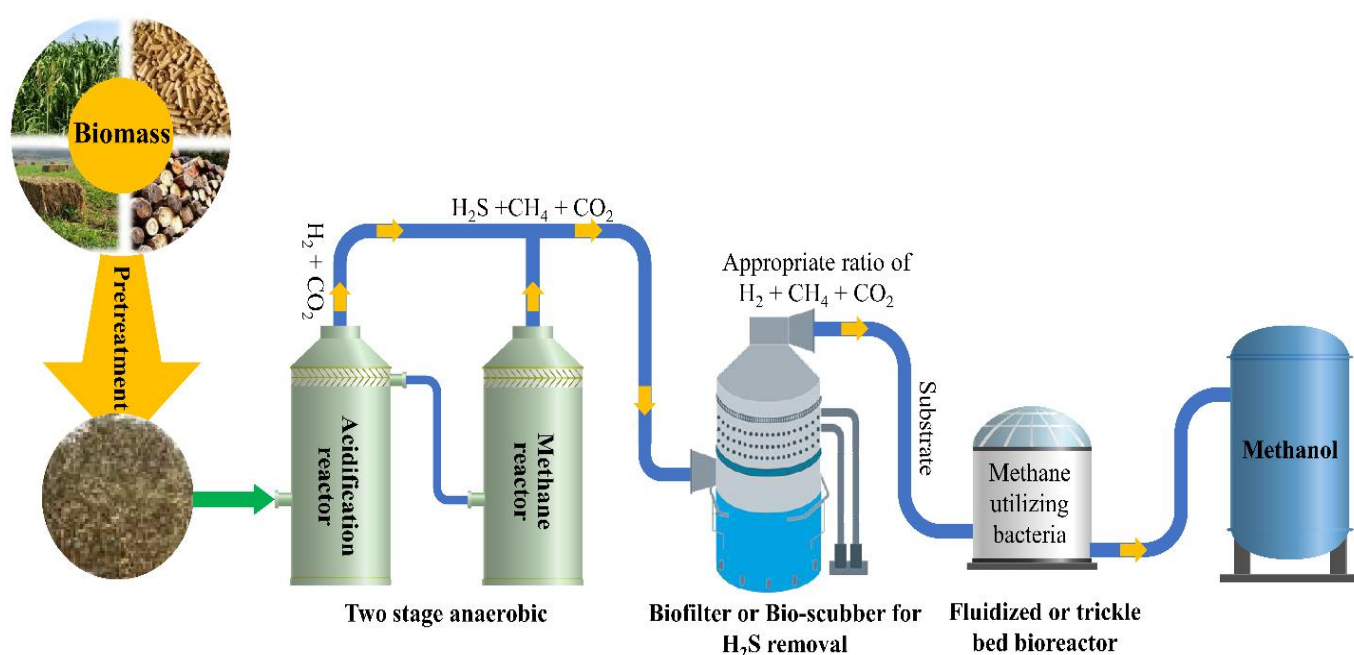 Biomass
Pretreatment
H₂ + CO₂
H₂S +CH₄ + CO₂
Acidification
reactor
Methane
reactor
Two stage anaerobic
Appropriate ratio of
H₂ + CH₄ + CO₂
Biofilter or Bio-scubber for
H₂S removal
Substrate
Methane
utilizing
bacteria
Fluidized or trickle
bed bioreactor
Methanol